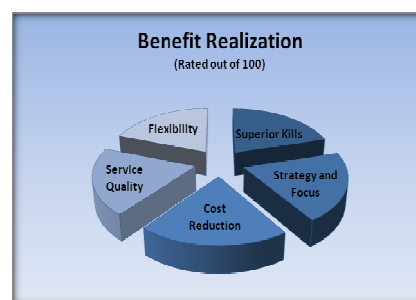 Benefit Realization
(Rated out of 100)
Flexibility
Superior Kills
Service
Quality
Strategy and
Focus
Cost
Reduction